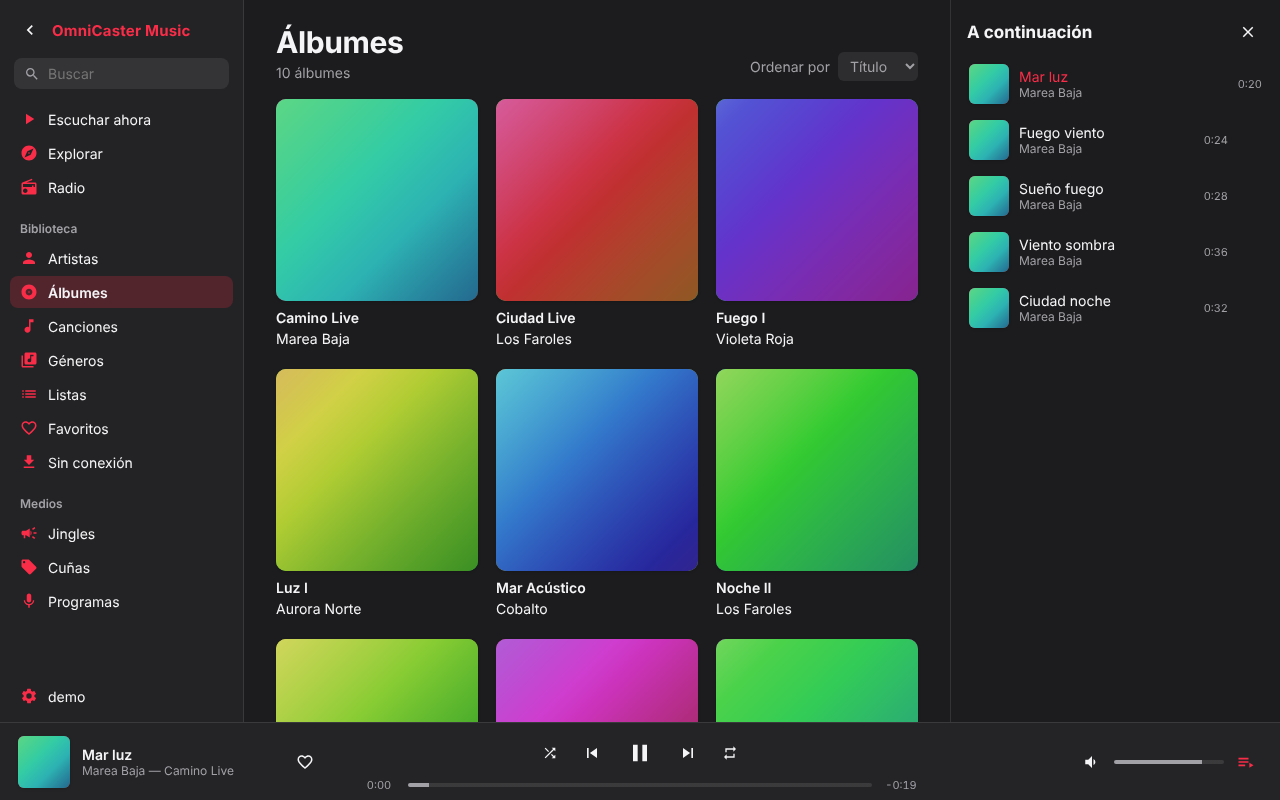 OmniCaster Music
Buscar
Escuchar ahora
Explorar
Radio
Biblioteca
Artistas
Álbumes
Canciones
Géneros
Listas
Favoritos
Sin conexión
Medios
Jingles
Cuñas
Programas
demo
Álbumes
10 álbumes
Ordenar por
Título
Camino Live
Marea Baja
Ciudad Live
Los Faroles
Fuego I
Violeta Roja
Luz I
Aurora Norte
Mar Acústico
Cobalto
Noche II
Los Faroles
A continuación
Mar luz
Marea Baja
0:20
Fuego viento
Marea Baja
0:24
Sueño fuego
Marea Baja
0:28
Viento sombra
Marea Baja
0:36
Ciudad noche
Marea Baja
0:32
Mar luz
Marea Baja — Camino Live
0:00
-0:19